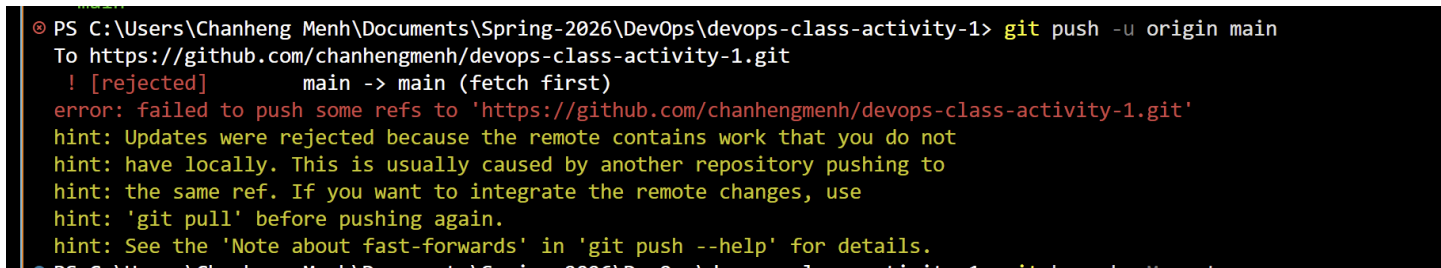 PS C:\Users\Chanheng Menh\Documents\Spring-2026\DevOps\devops-class-activity-1> git push -u origin main
To https://github.com/chanhengmenh/devops-class-activity-1.git
 ! [rejected]        main -> main (fetch first)
error: failed to push some refs to 'https://github.com/chanhengmenh/devops-class-activity-1.git'
hint: Updates were rejected because the remote contains work that you do not
hint: have locally. This is usually caused by another repository pushing to
hint: the same ref. If you want to integrate the remote changes, use
hint: 'git pull' before pushing again.
hint: See the 'Note about fast-forwards' in 'git push --help' for details.